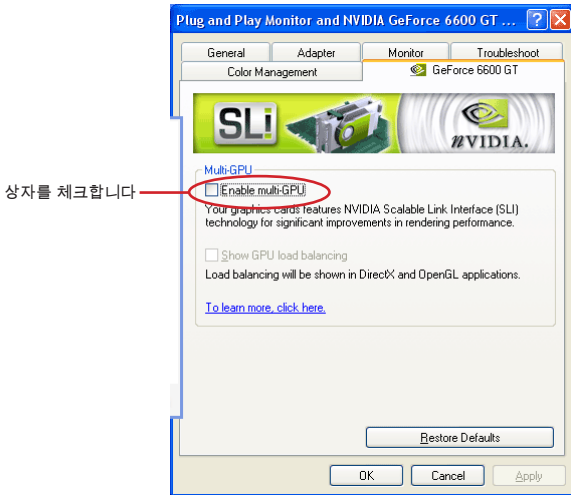 Plug and Play Monitor and NVIDIA GeForce 6600 GT ...
General Adapter Monitor Troubleshoot
Color Management GeForce 6600 GT
SLi nVIDIA.
Multi-GPU
상자를 체크합니다
Enable multi-GPU
Your graphics cards features NVIDIA Scalable Link Interface (SLI)
technology for significant improvements in rendering performance.
Show GPU load balancing
Load balancing will be shown in DirectX and OpenGL applications.
To learn more, click here.
Restore Defaults
OK Cancel Apply